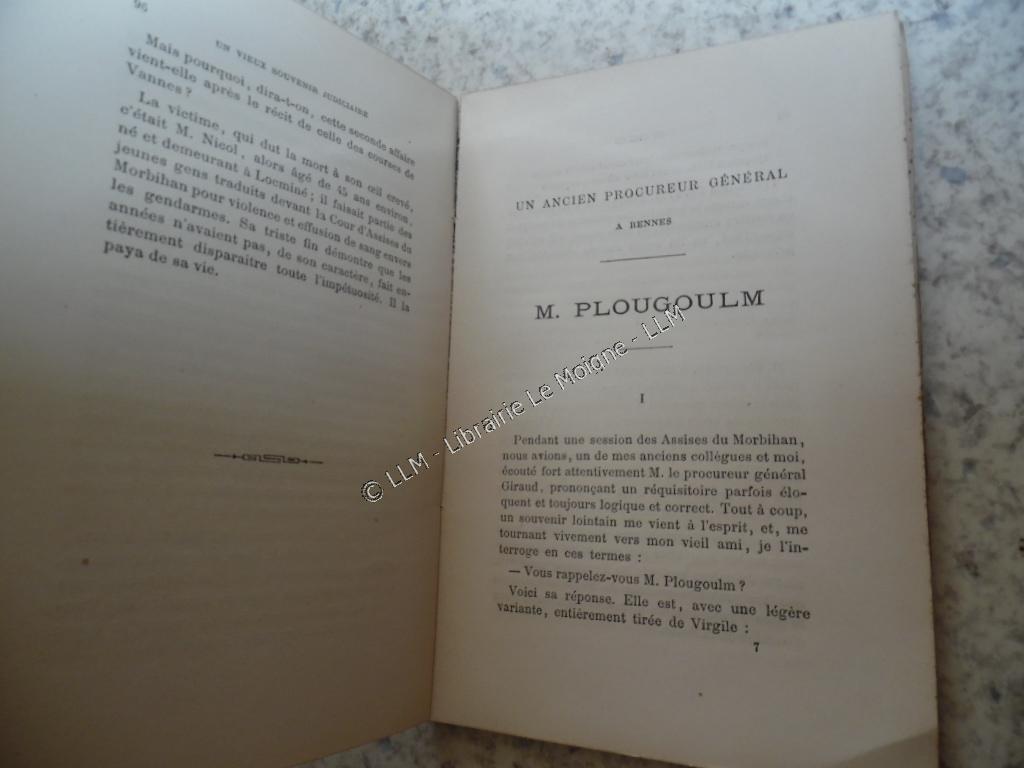 96
UN VIEUX SOUVENIR JUDICIAIRE
Mais pourquoi, dira-t-on, cette seconde affaire
vient-elle après le récit de celle des courses de
Vannes ?
La victime, qui dut la mort à son œil crevé,
c'était M. Nicol, alors âgé de 45 ans environ,
né et demeurant à Locminé ; il faisait partie des
jeunes gens traduits devant la Cour d'Assises du
Morbihan pour violence et effusion de sang envers
les gendarmes. Sa triste fin démontre que les
années n'avaient pas, de son caractère, fait en-
tièrement disparaitre toute l'impétuosité. Il la
paya de sa vie.
UN ANCIEN PROCUREUR GÉNÉRAL
A RENNES
M. PLOUGOULM
I
Pendant une session des Assises du Morbihan,
nous avions, un de mes anciens collègues et moi,
écouté fort attentivement M. le procureur général
Giraud, prononçant un réquisitoire parfois élo-
quent et toujours logique et correct. Tout à coup,
un souvenir lointain me vient à l'esprit, et, me
tournant vivement vers mon vieil ami, je l'in-
terroge en ces termes :
— Vous rappelez-vous M. Plougoulm ?
Voici sa réponse. Elle est, avec une légère
variante, entièrement tirée de Virgile :
7
© LLM - Librairie Le Moigne - LLM